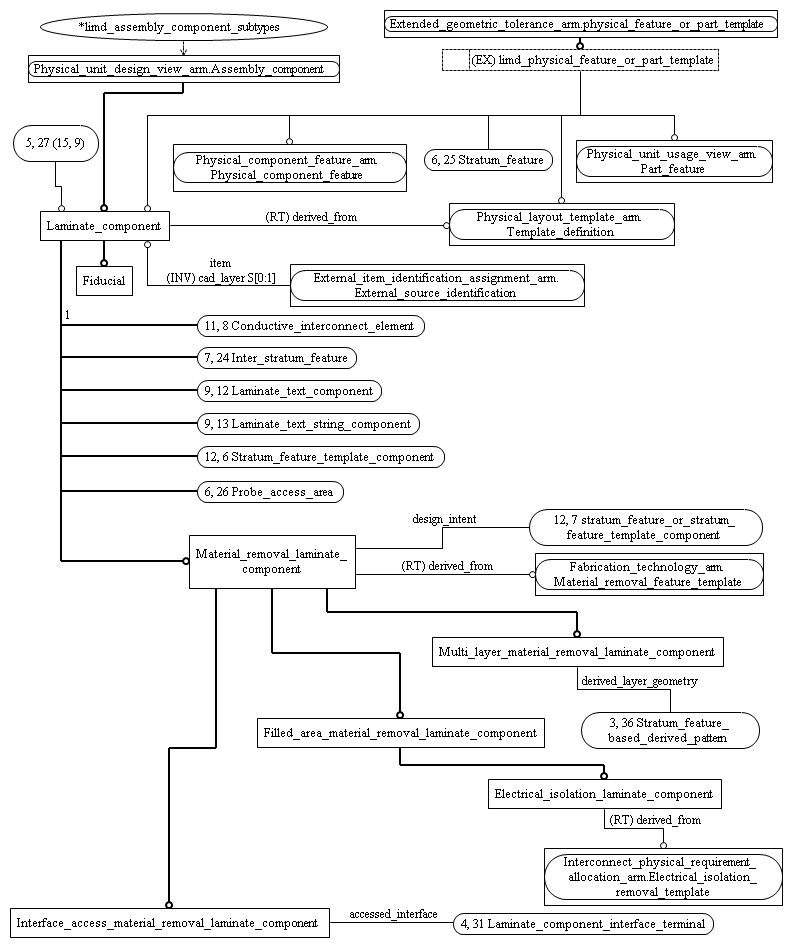 *limd_assembly_component_subtypes
Extended_geometric_tolerance_arm.physical_feature_or_part_template
Physical_unit_design_view_arm.Assembly_component
(EX) limd_physical_feature_or_part_template
5, 27 (15, 9)
Physical_component_feature_arm.
Physical_component_feature
6, 25 Stratum_feature
Physical_unit_usage_view_arm.
Part_feature
Laminate_component
(RT) derived_from
Physical_layout_template_arm.
Template_definition
Fiducial
item
(INV) cad_layer S[0:1]
External_item_identification_assignment_arm.
External_source_identification
1
11, 8 Conductive_interconnect_element
7, 24 Inter_stratum_feature
9, 12 Laminate_text_component
9, 13 Laminate_text_string_component
12, 6 Stratum_feature_template_component
6, 26 Probe_access_area
Material_removal_laminate_
component
design_intent
12, 7 stratum_feature_or_stratum_
feature_template_component
(RT) derived_from
Fabrication_technology_arm.
Material_removal_feature_template
Multi_layer_material_removal_laminate_component
derived_layer_geometry
3, 36 Stratum_feature_
based_derived_pattern
Filled_area_material_removal_laminate_component
Electrical_isolation_laminate_component
(RT) derived_from
Interconnect_physical_requirement_
allocation_arm.Electrical_isolation_
removal_template
Interface_access_material_removal_laminate_component
accessed_interface
4, 31 Laminate_component_interface_terminal